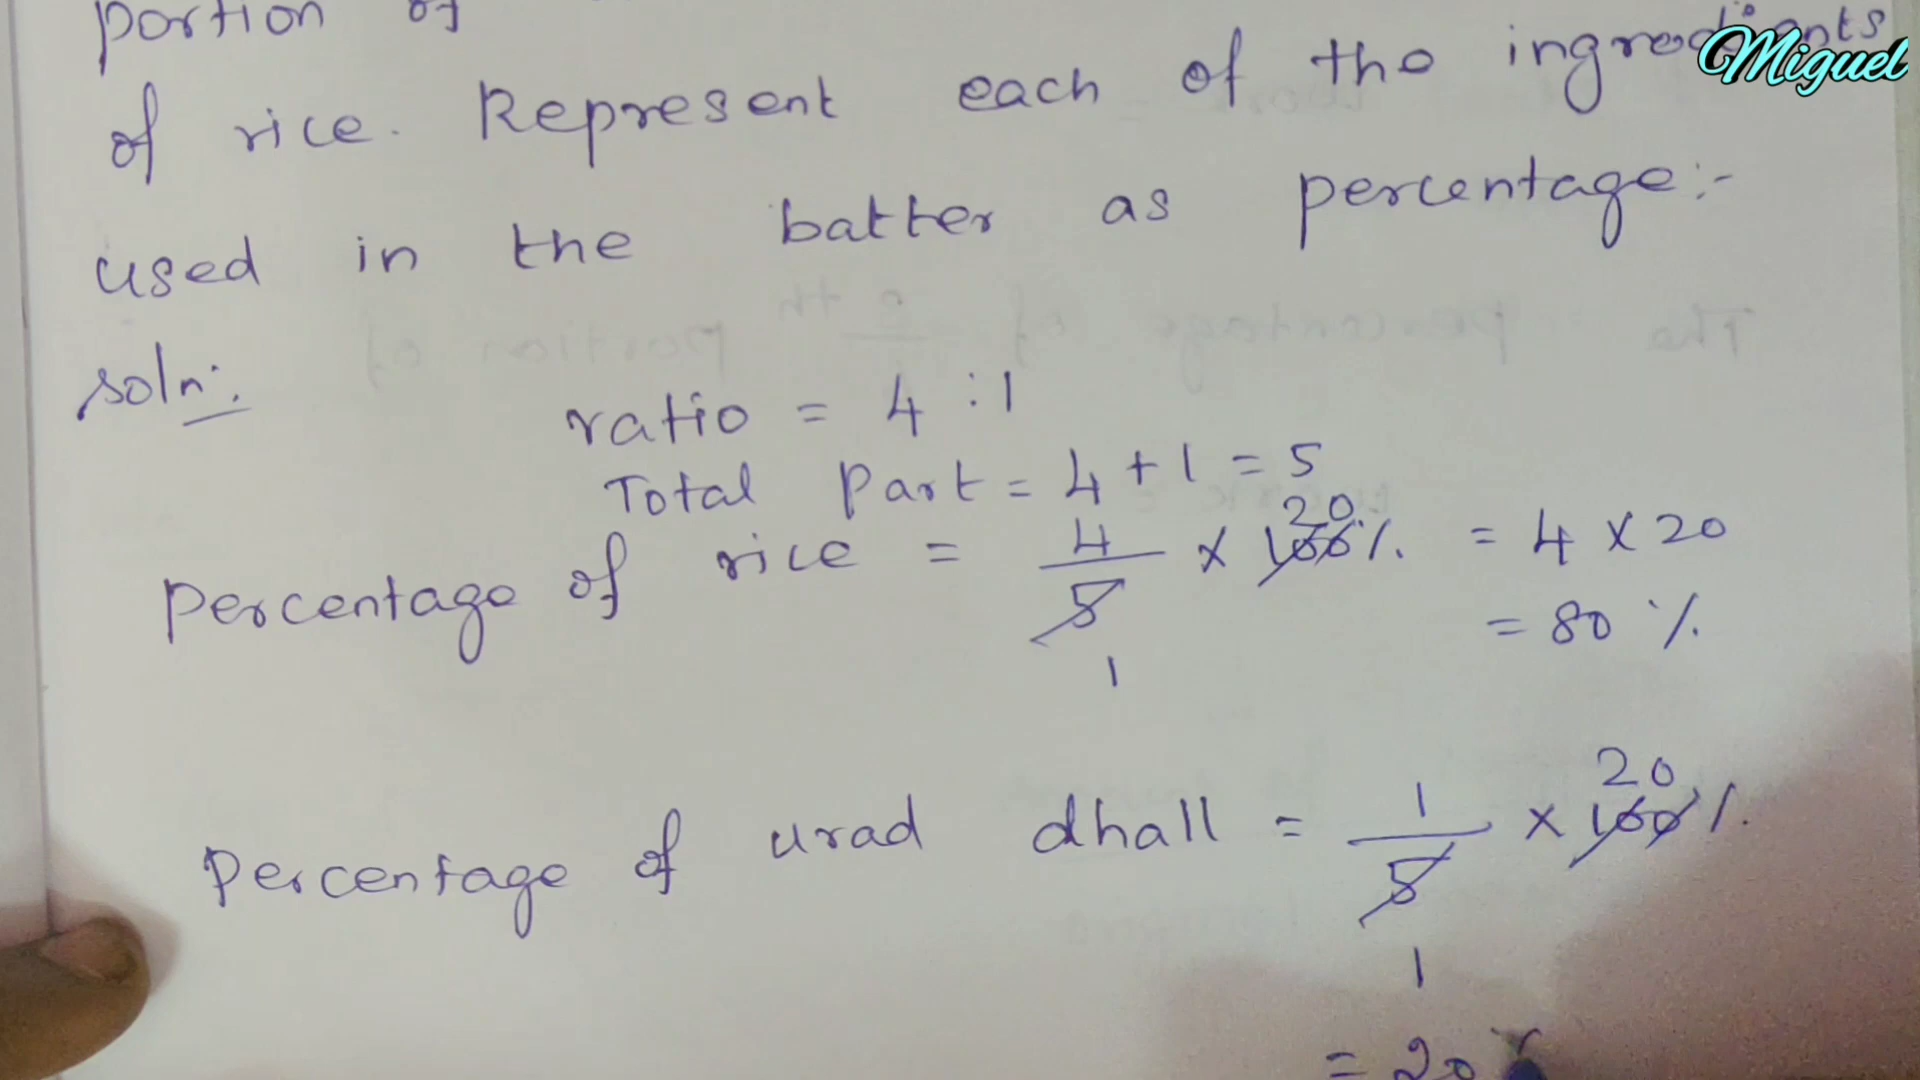 portion of
of rice. Represent each of the ingredients
Miguel
used in the batter as percentage:-
soln:
ratio = 4 : 1
Total Part = 4 + 1 = 5
Percentage of rice = 4/5 x 100% = 4 x 20
20
1
= 80 %
Percentage of urad dhall = 1/5 x 100%
20
1
= 20 %